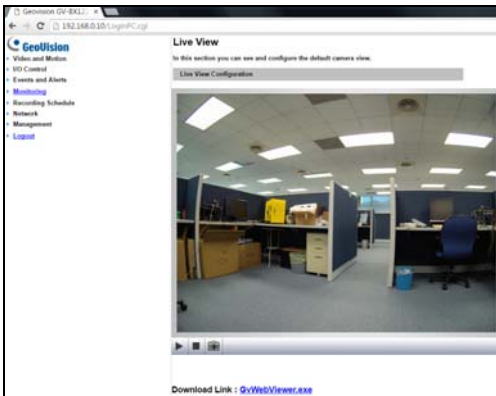 Geovision GV-BX12
192.168.0.10/LoginPC.cgi
GeoVision
Video and Motion
I/O Control
Events and Alerts
Monitoring
Recording Schedule
Network
Management
Logout
Live View
In this section you can see and configure the default camera view.
Live View Configuration
Download Link : GvWebViewer.exe